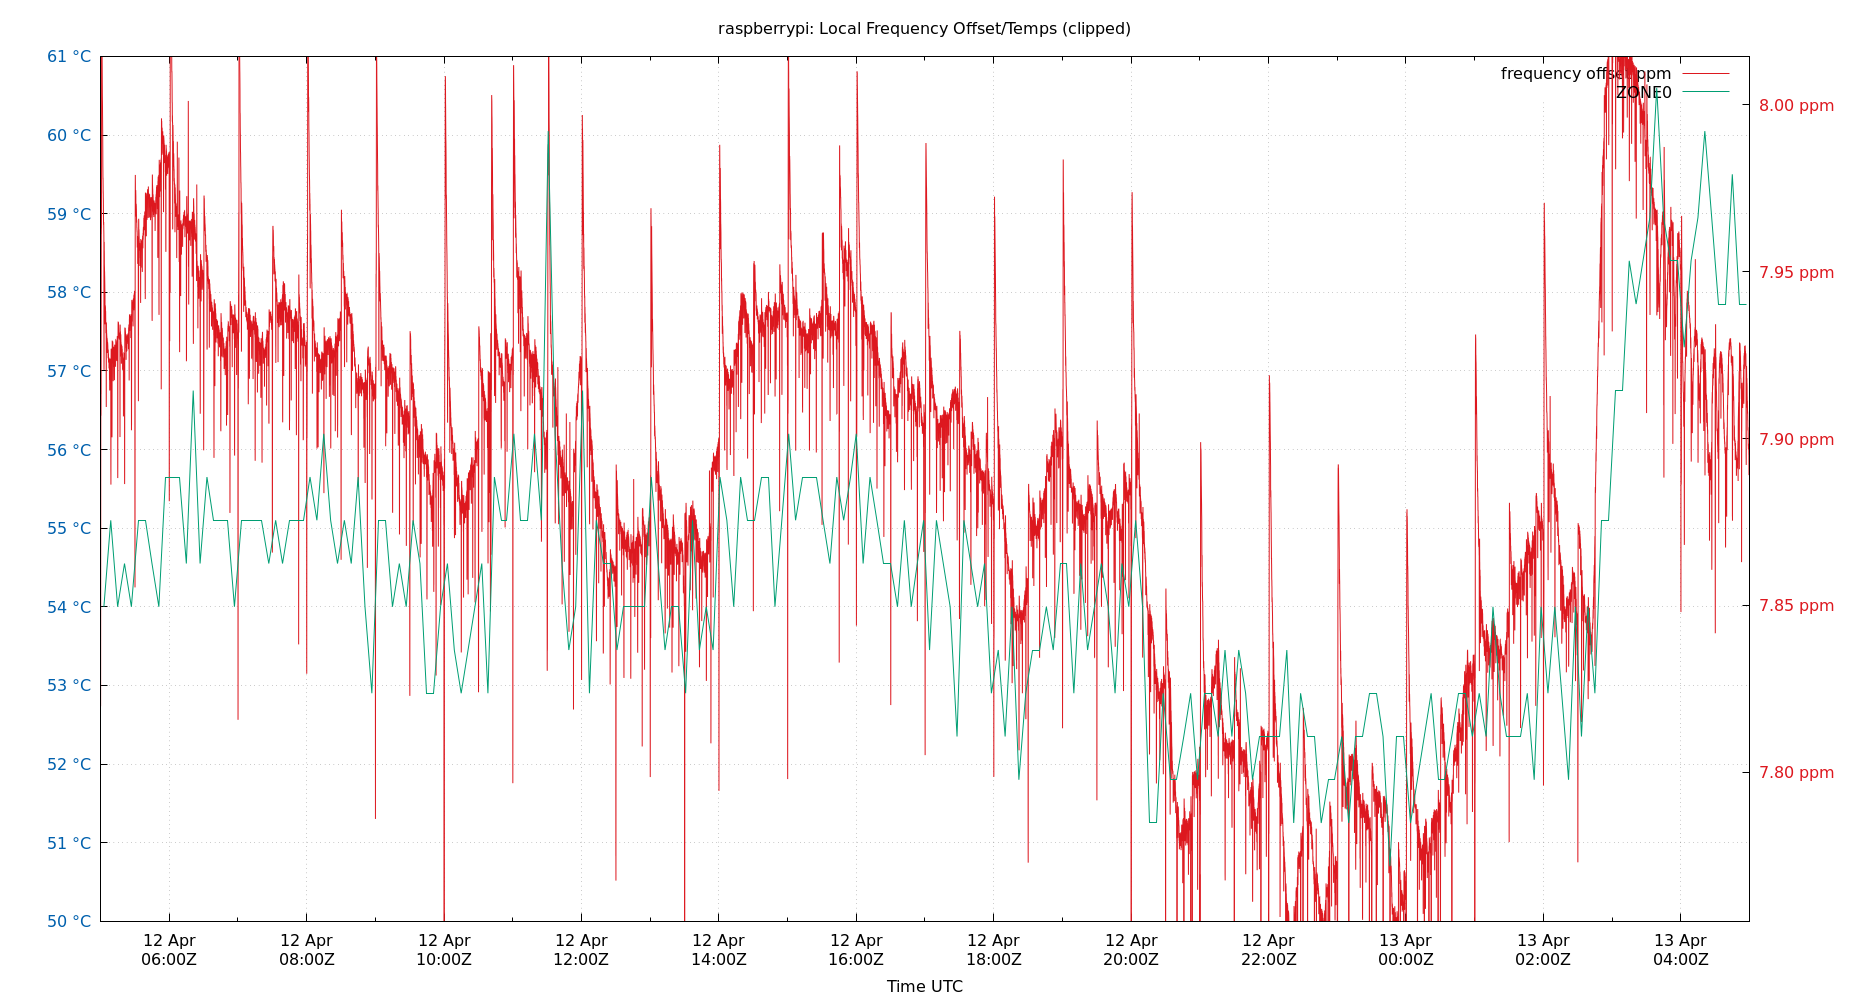 raspberrypi: Local Frequency Offset/Temps (clipped)
61 °C
60 °C
59 °C
58 °C
57 °C
56 °C
55 °C
54 °C
53 °C
52 °C
51 °C
50 °C
frequency offset ppm
ZONE0
8.00 ppm
7.95 ppm
7.90 ppm
7.85 ppm
7.80 ppm
12 Apr 12 Apr 12 Apr 12 Apr 12 Apr 12 Apr 12 Apr 12 Apr 12 Apr 13 Apr 13 Apr 13 Apr
06:00Z 08:00Z 10:00Z 12:00Z 14:00Z 16:00Z 18:00Z 20:00Z 22:00Z 00:00Z 02:00Z 04:00Z
Time UTC